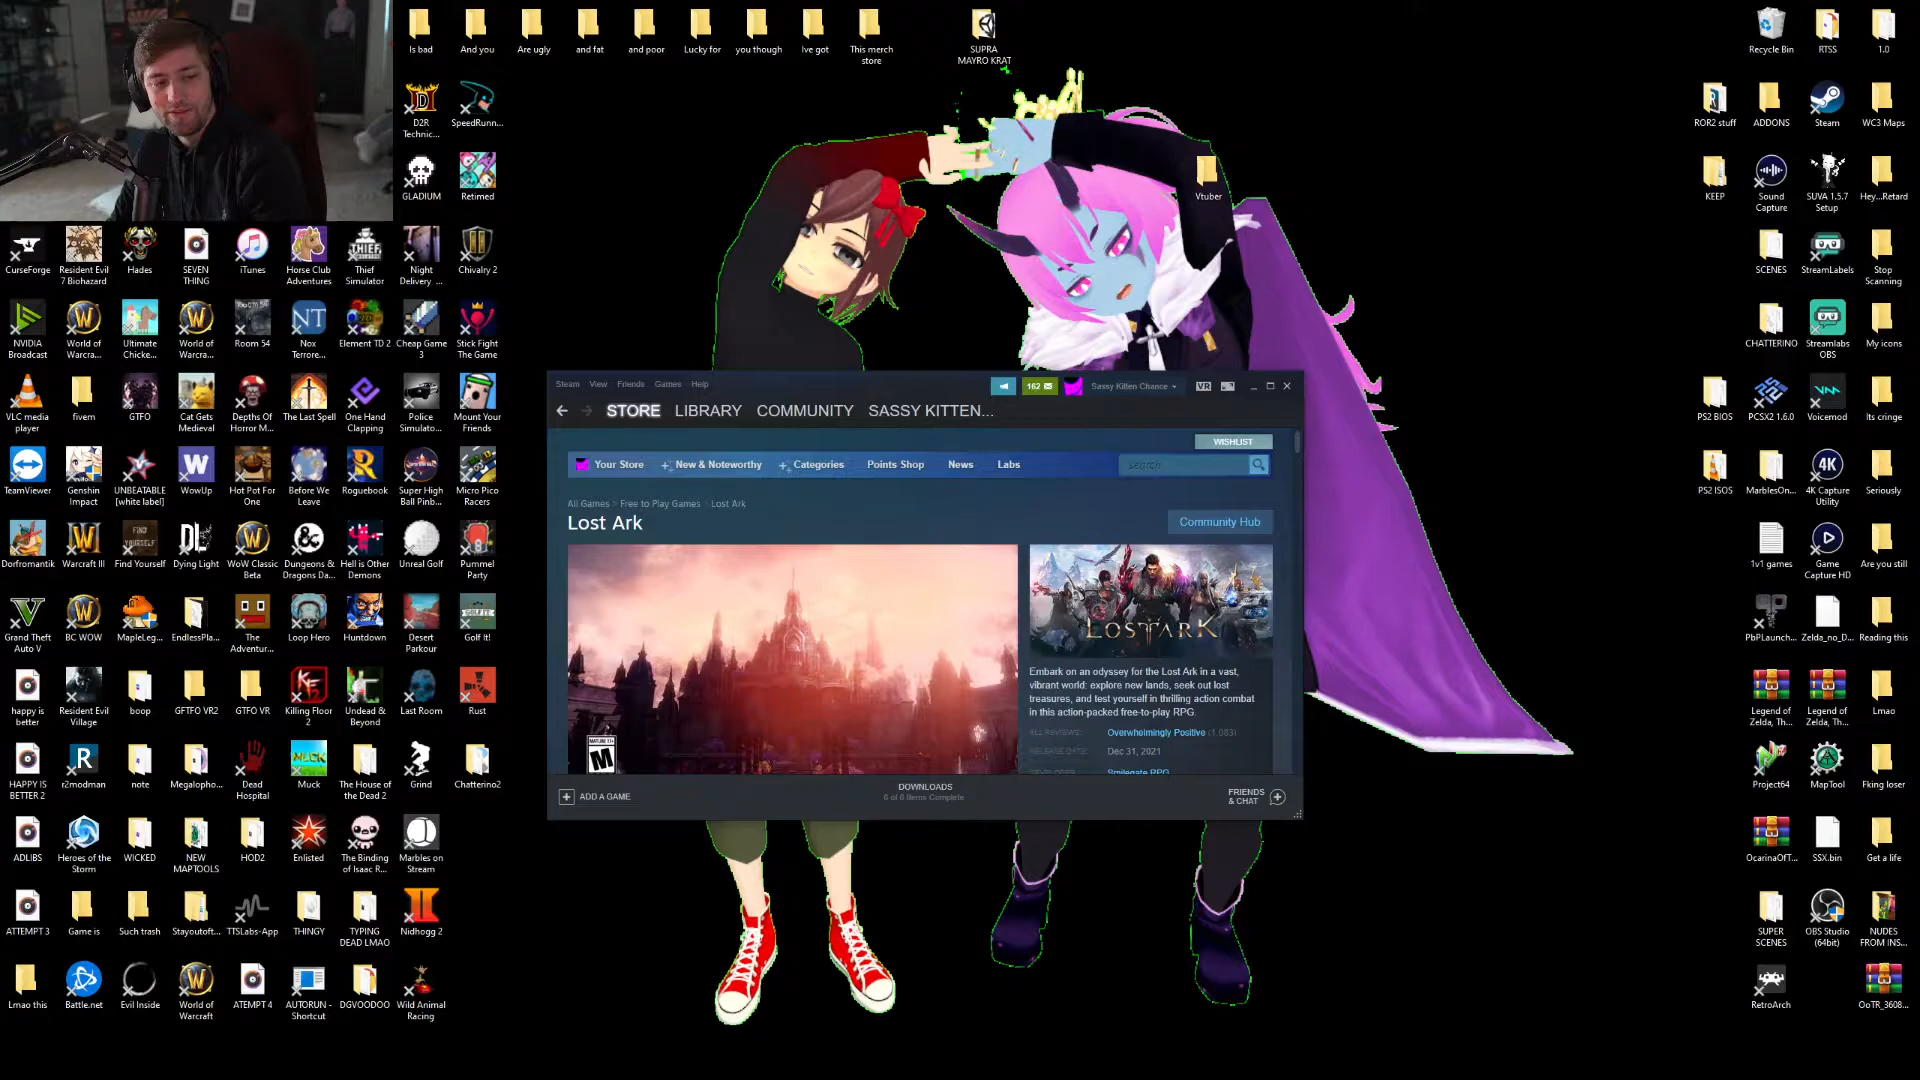 Is bad
And you
Are ugly
and fat
and poor
Lucky for
you though
Ive got
This merch
store
SUPRA
MAYRO KRAT
Recycle Bin
RTSS
1.0
D2R
Technic...
SpeedRunn...
ROR2 stuff
ADDONS
Steam
WC3 Maps
GLADIUM
Retimed
Vtuber
KEEP
Sound
Capture
SUVA 1.5.7
Setup
Hey...Retard
CurseForge
Resident Evil
7 Biohazard
Hades
SEVEN
THING
iTunes
Horse Club
Adventures
Thief
Simulator
Night
Delivery ...
Chivalry 2
SCENES
StreamLabels
Stop
Scanning
NVIDIA
Broadcast
World of
Warcra...
Ultimate
Chicke...
World of
Warcra...
Room 54
Nox
Terrore...
Element TD 2
Cheap Game
3
Stick Fight
The Game
CHATTERINO
Streamlabs
OBS
My icons
VLC media
player
fivem
GTFO
Cat Gets
Medieval
Depths Of
Horror M...
The Last Spell
One Hand
Clapping
Police
Simulato...
Mount Your
Friends
PS2 BIOS
PCSX2 1.6.0
Voicemod
Its cringe
TeamViewer
Genshin
Impact
UNBEATABLE
[white label]
WowUp
Hot Pot For
One
Before We
Leave
Roguebook
Super High
Ball Pinb...
Micro Pico
Racers
PS2 ISOS
MarblesOn...
4K Capture
Utility
Seriously
Dorfromantik
Warcraft III
Find Yourself
Dying Light
WoW Classic
Beta
Dungeons &
Dragons Da...
Hell is Other
Demons
Unreal Golf
Pummel
Party
1v1 games
Game
Capture HD
Are you still
Grand Theft
Auto V
BC WOW
MapleLeg...
EndlessPla...
The
Adventur...
Loop Hero
Huntdown
Desert
Parkour
Golf It!
PbPLaunch...
Zelda_no_D...
Reading this
happy is
better
Resident Evil
Village
boop
GFTFO VR2
GTFO VR
Killing Floor
2
Undead &
Beyond
Last Room
Rust
Legend of
Zelda, Th...
Legend of
Zelda, Th...
Lmao
HAPPY IS
BETTER 2
r2modman
note
Megalopho...
Dead
Hospital
Muck
The House of
the Dead 2
Grind
Chatterino2
Project64
MapTool
Fking loser
ADLIBS
Heroes of the
Storm
WICKED
NEW
MAPTOOLS
HOD2
Enlisted
The Binding
of Isaac R...
Marbles on
Stream
OcarinaOfT...
SSX.bin
Get a life
ATTEMPT 3
Game is
Such trash
Stayoutoft...
TTSLabs-App
THINGY
TYPING
DEAD LMAO
Nidhogg 2
SUPER
SCENES
OBS Studio
(64bit)
NUDES
FROM INS...
Lmao this
Battle.net
Evil Inside
World of
Warcraft
ATEMPT 4
AUTORUN -
Shortcut
DGVOODOO
Wild Animal
Racing
RetroArch
OoTR_3608...
Steam View Friends Games Help
162
Sassy Kitten Chance
VR
STORE LIBRARY COMMUNITY SASSY KITTEN...
WISHLIST
Your Store New & Noteworthy Categories Points Shop News Labs
search
All Games > Free to Play Games > Lost Ark
Lost Ark
Community Hub
LOST ARK
Embark on an odyssey for the Lost Ark in a vast,
vibrant world: explore new lands, seek out lost
treasures, and test yourself in thrilling action combat
in this action-packed free-to-play RPG.
ALL REVIEWS: Overwhelmingly Positive (1,083)
RELEASE DATE: Dec 31, 2021
DEVELOPER: Smilegate RPG
MATURE 17+
M
ADD A GAME
DOWNLOADS
6 of 6 Items Complete
FRIENDS
& CHAT